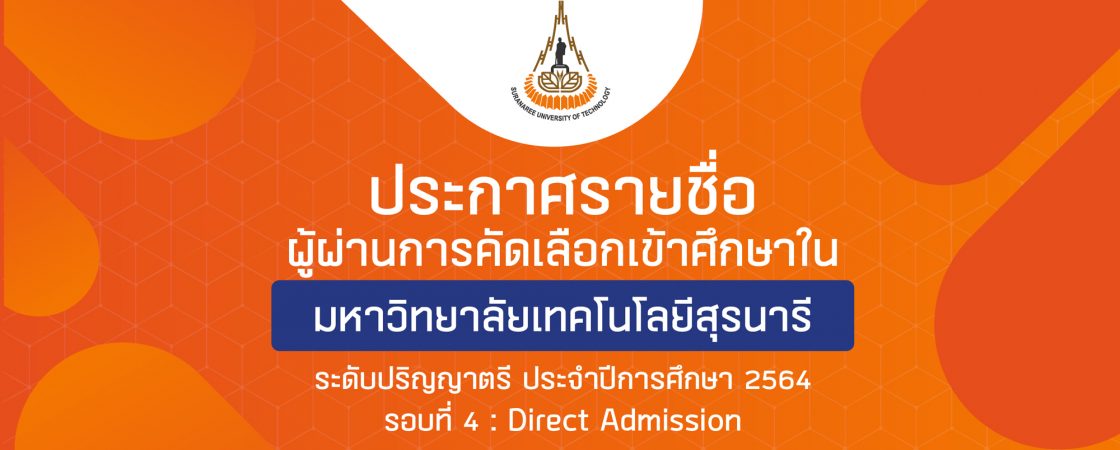 SURANAREE UNIVERSITY OF TECHNOLOGY
ประกาศรายชื่อ
ผู้ผ่านการคัดเลือกเข้าศึกษาใน
มหาวิทยาลัยเทคโนโลยีสุรนารี
ระดับปริญญาตรี ประจำปีการศึกษา 2564
รอบที่ 4 : Direct Admission